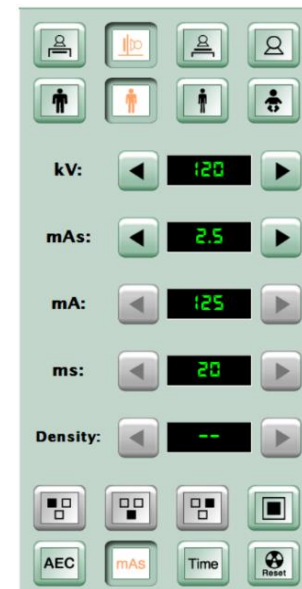 kV: 120
mAs: 2.5
mA: 125
ms: 20
Density: --
AEC mAs Time Reset